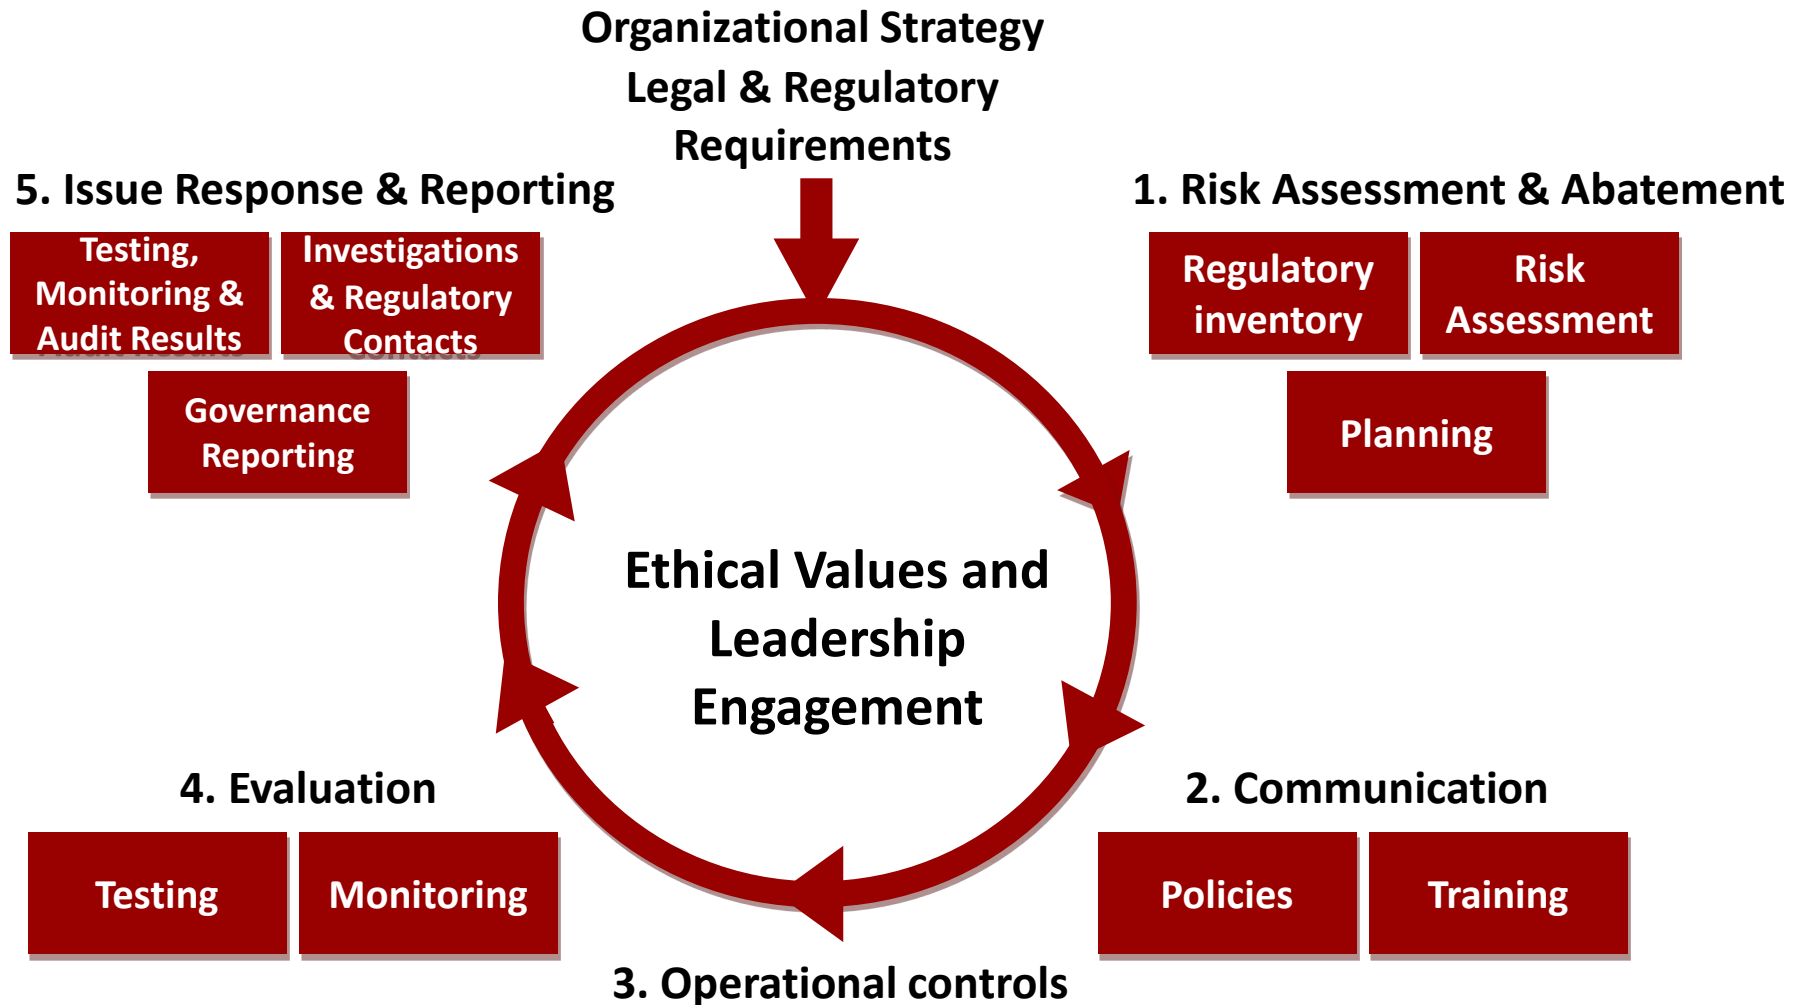 Organizational Strategy
Legal & Regulatory
Requirements
5. Issue Response & Reporting
Testing,
Monitoring &
Audit Results
Investigations
& Regulatory
Contacts
Governance
Reporting
1. Risk Assessment & Abatement
Regulatory
inventory
Risk
Assessment
Planning
Ethical Values and
Leadership
Engagement
4. Evaluation
Testing
Monitoring
2. Communication
Policies
Training
3. Operational controls